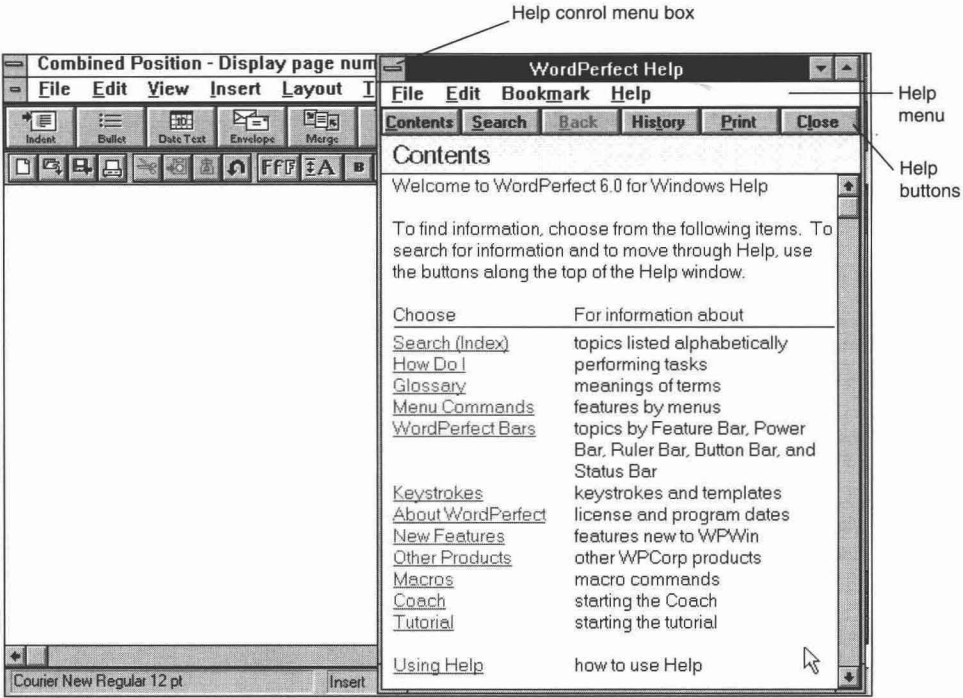 Help conrol menu box
Combined Position - Display page num
File Edit View Insert Layout T
Indent Bullet Date Text Envelope Merge
FfF A B
WordPerfect Help
File Edit Bookmark Help
Help menu
Contents Search Back History Print Close
Help buttons
Contents
Welcome to WordPerfect 6.0 for Windows Help
To find information, choose from the following items. To
search for information and to move through Help, use
the buttons along the top of the Help window.
Choose For information about
Search (Index) topics listed alphabetically
How Do I performing tasks
Glossary meanings of terms
Menu Commands features by menus
WordPerfect Bars topics by Feature Bar, Power
Bar, Ruler Bar, Button Bar, and
Status Bar
Keystrokes keystrokes and templates
About WordPerfect license and program dates
New Features features new to WPWin
Other Products other WPCorp products
Macros macro commands
Coach starting the Coach
Tutorial starting the tutorial
Using Help how to use Help
Courier New Regular 12 pt Insert